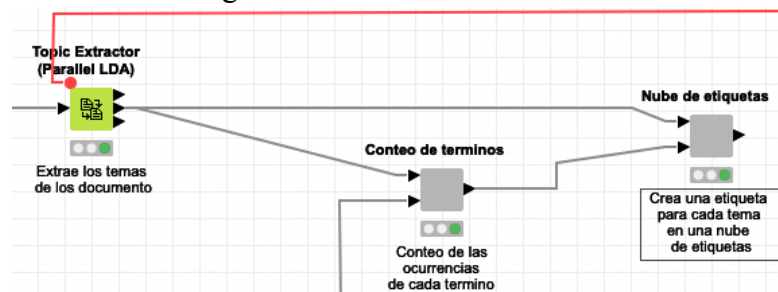 Topic Extractor
(Parallel LDA)
Extrae los temas
de los documento
Conteo de terminos
Conteo de las
ocurrencias
de cada termino
Nube de etiquetas
Crea una etiqueta
para cada tema
en una nube
de etiquetas